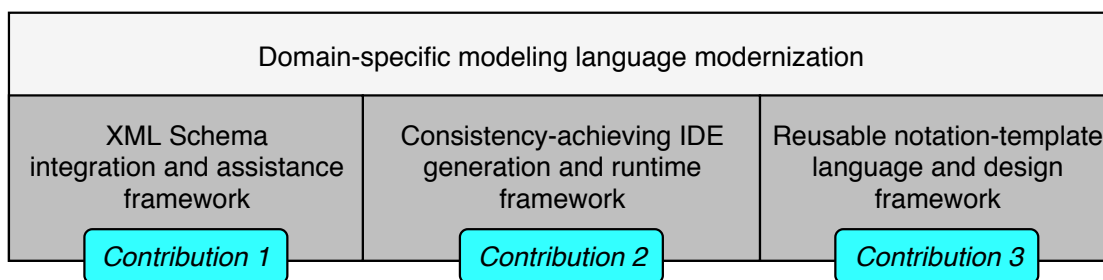 Domain-specific modeling language modernization
XML Schema
integration and assistance
framework
Contribution 1
Consistency-achieving IDE
generation and runtime
framework
Contribution 2
Reusable notation-template
language and design
framework
Contribution 3